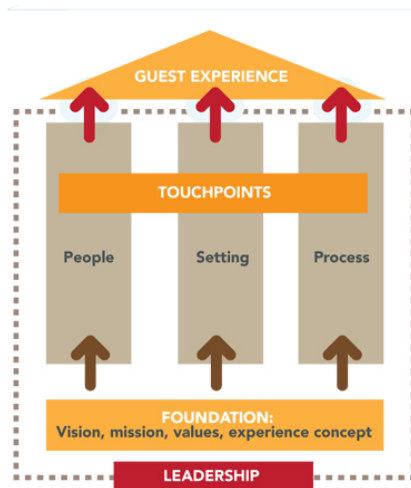 GUEST EXPERIENCE
TOUCHPOINTS
People
Setting
Process
FOUNDATION:
Vision, mission, values, experience concept
LEADERSHIP